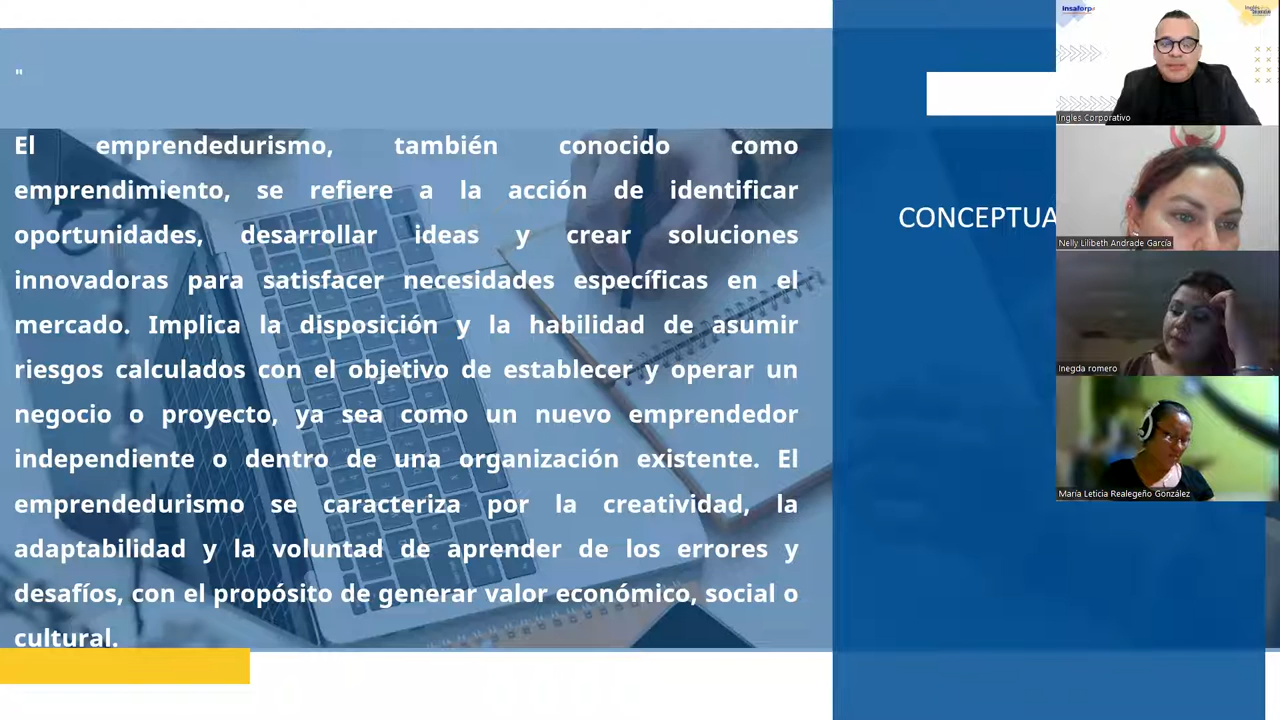 "
El emprendedurismo, también conocido como
emprendimiento, se refiere a la acción de identificar
oportunidades, desarrollar ideas y crear soluciones
innovadoras para satisfacer necesidades específicas en el
mercado. Implica la disposición y la habilidad de asumir
riesgos calculados con el objetivo de establecer y operar un
negocio o proyecto, ya sea como un nuevo emprendedor
independiente o dentro de una organización existente. El
emprendedurismo se caracteriza por la creatividad, la
adaptabilidad y la voluntad de aprender de los errores y
desafíos, con el propósito de generar valor económico, social o
cultural.
CONCEPTUA
insaforp
Ingles Corporativo
Nelly Lilibeth Andrade García
Inegda romero
María Leticia Realegeño González